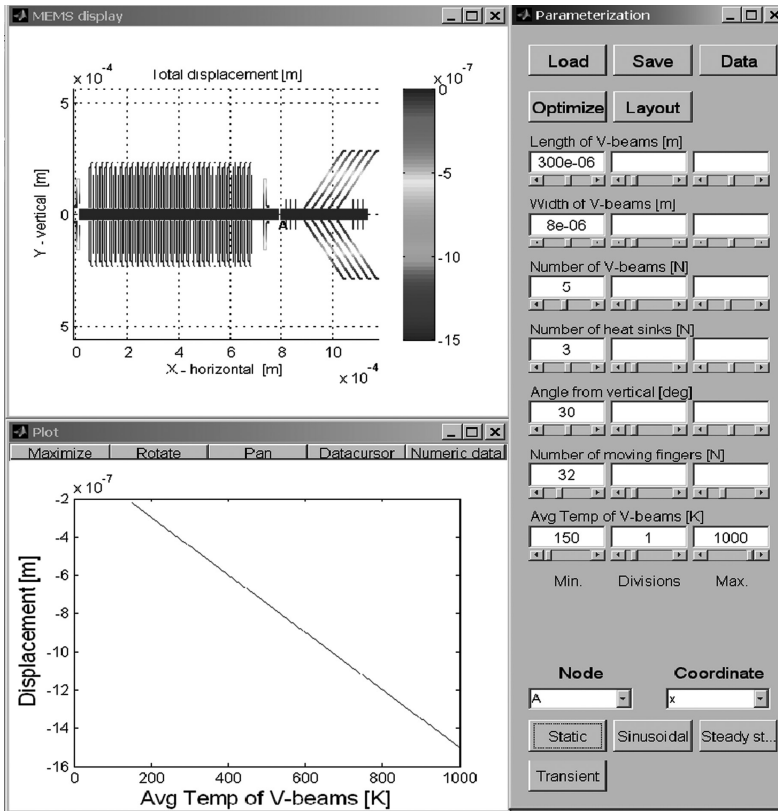 MEMS display
x 10⁻⁴
Total displacement [m]
x 10⁻⁷
5
0
5
Y - vertical [m]
A
0
2
4
6
8
10
X - horizontal [m]
x 10⁻⁴
0
-5
-10
-15
Plot
Maximize Rotate Pan Datacursor Numeric data
x 10⁻⁷
-2
-4
-6
-8
-10
-12
-14
-16
Displacement [m]
0 200 400 600 800 1000
Avg Temp of V-beams [K]
Parameterization
Load Save Data
Optimize Layout
Length of V-beams [m]
300e-06
Width of V-beams [m]
8e-06
Number of V-beams [N]
5
Number of heat sinks [N]
3
Angle from vertical [deg]
30
Number of moving fingers [N]
32
Avg Temp of V-beams [K]
150 1 1000
Min. Divisions Max.
Node Coordinate
A x
Static Sinusoidal Steady st...
Transient